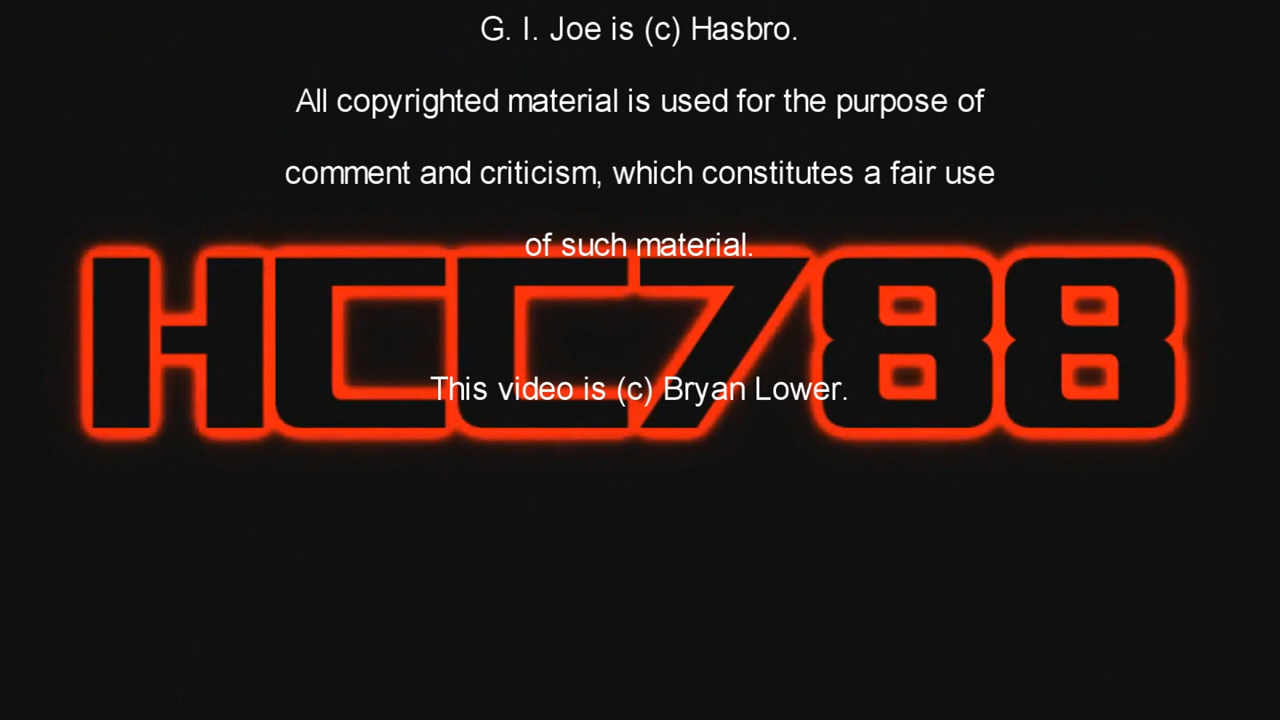 G. I. Joe is (c) Hasbro.
All copyrighted material is used for the purpose of
comment and criticism, which constitutes a fair use
of such material.
HCC788
This video is (c) Bryan Lower.